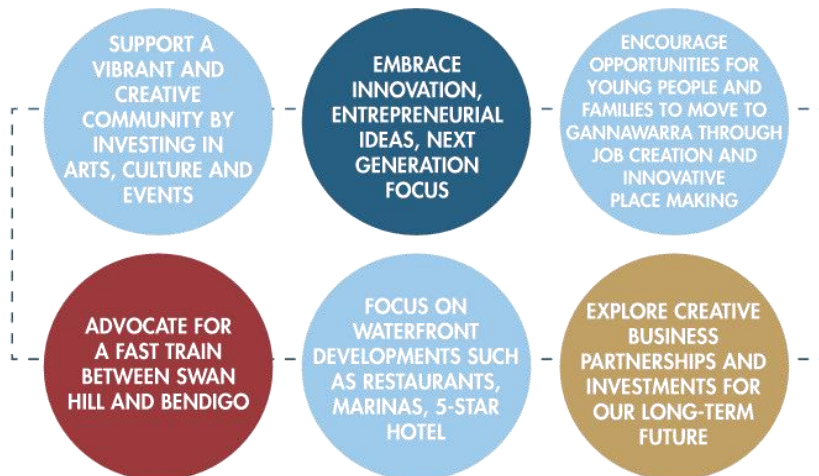 SUPPORT A
VIBRANT AND
CREATIVE
COMMUNITY BY
INVESTING IN
ARTS, CULTURE AND
EVENTS
EMBRACE
INNOVATION,
ENTREPRENEURIAL
IDEAS, NEXT
GENERATION
FOCUS
ENCOURAGE
OPPORTUNITIES FOR
YOUNG PEOPLE AND
FAMILIES TO MOVE TO
GANNAWARRA THROUGH
JOB CREATION AND
INNOVATIVE
PLACE MAKING
ADVOCATE FOR
A FAST TRAIN
BETWEEN SWAN
HILL AND BENDIGO
FOCUS ON
WATERFRONT
DEVELOPMENTS SUCH
AS RESTAURANTS,
MARINAS, 5-STAR
HOTEL
EXPLORE CREATIVE
BUSINESS
PARTNERSHIPS AND
INVESTMENTS FOR
OUR LONG-TERM
FUTURE